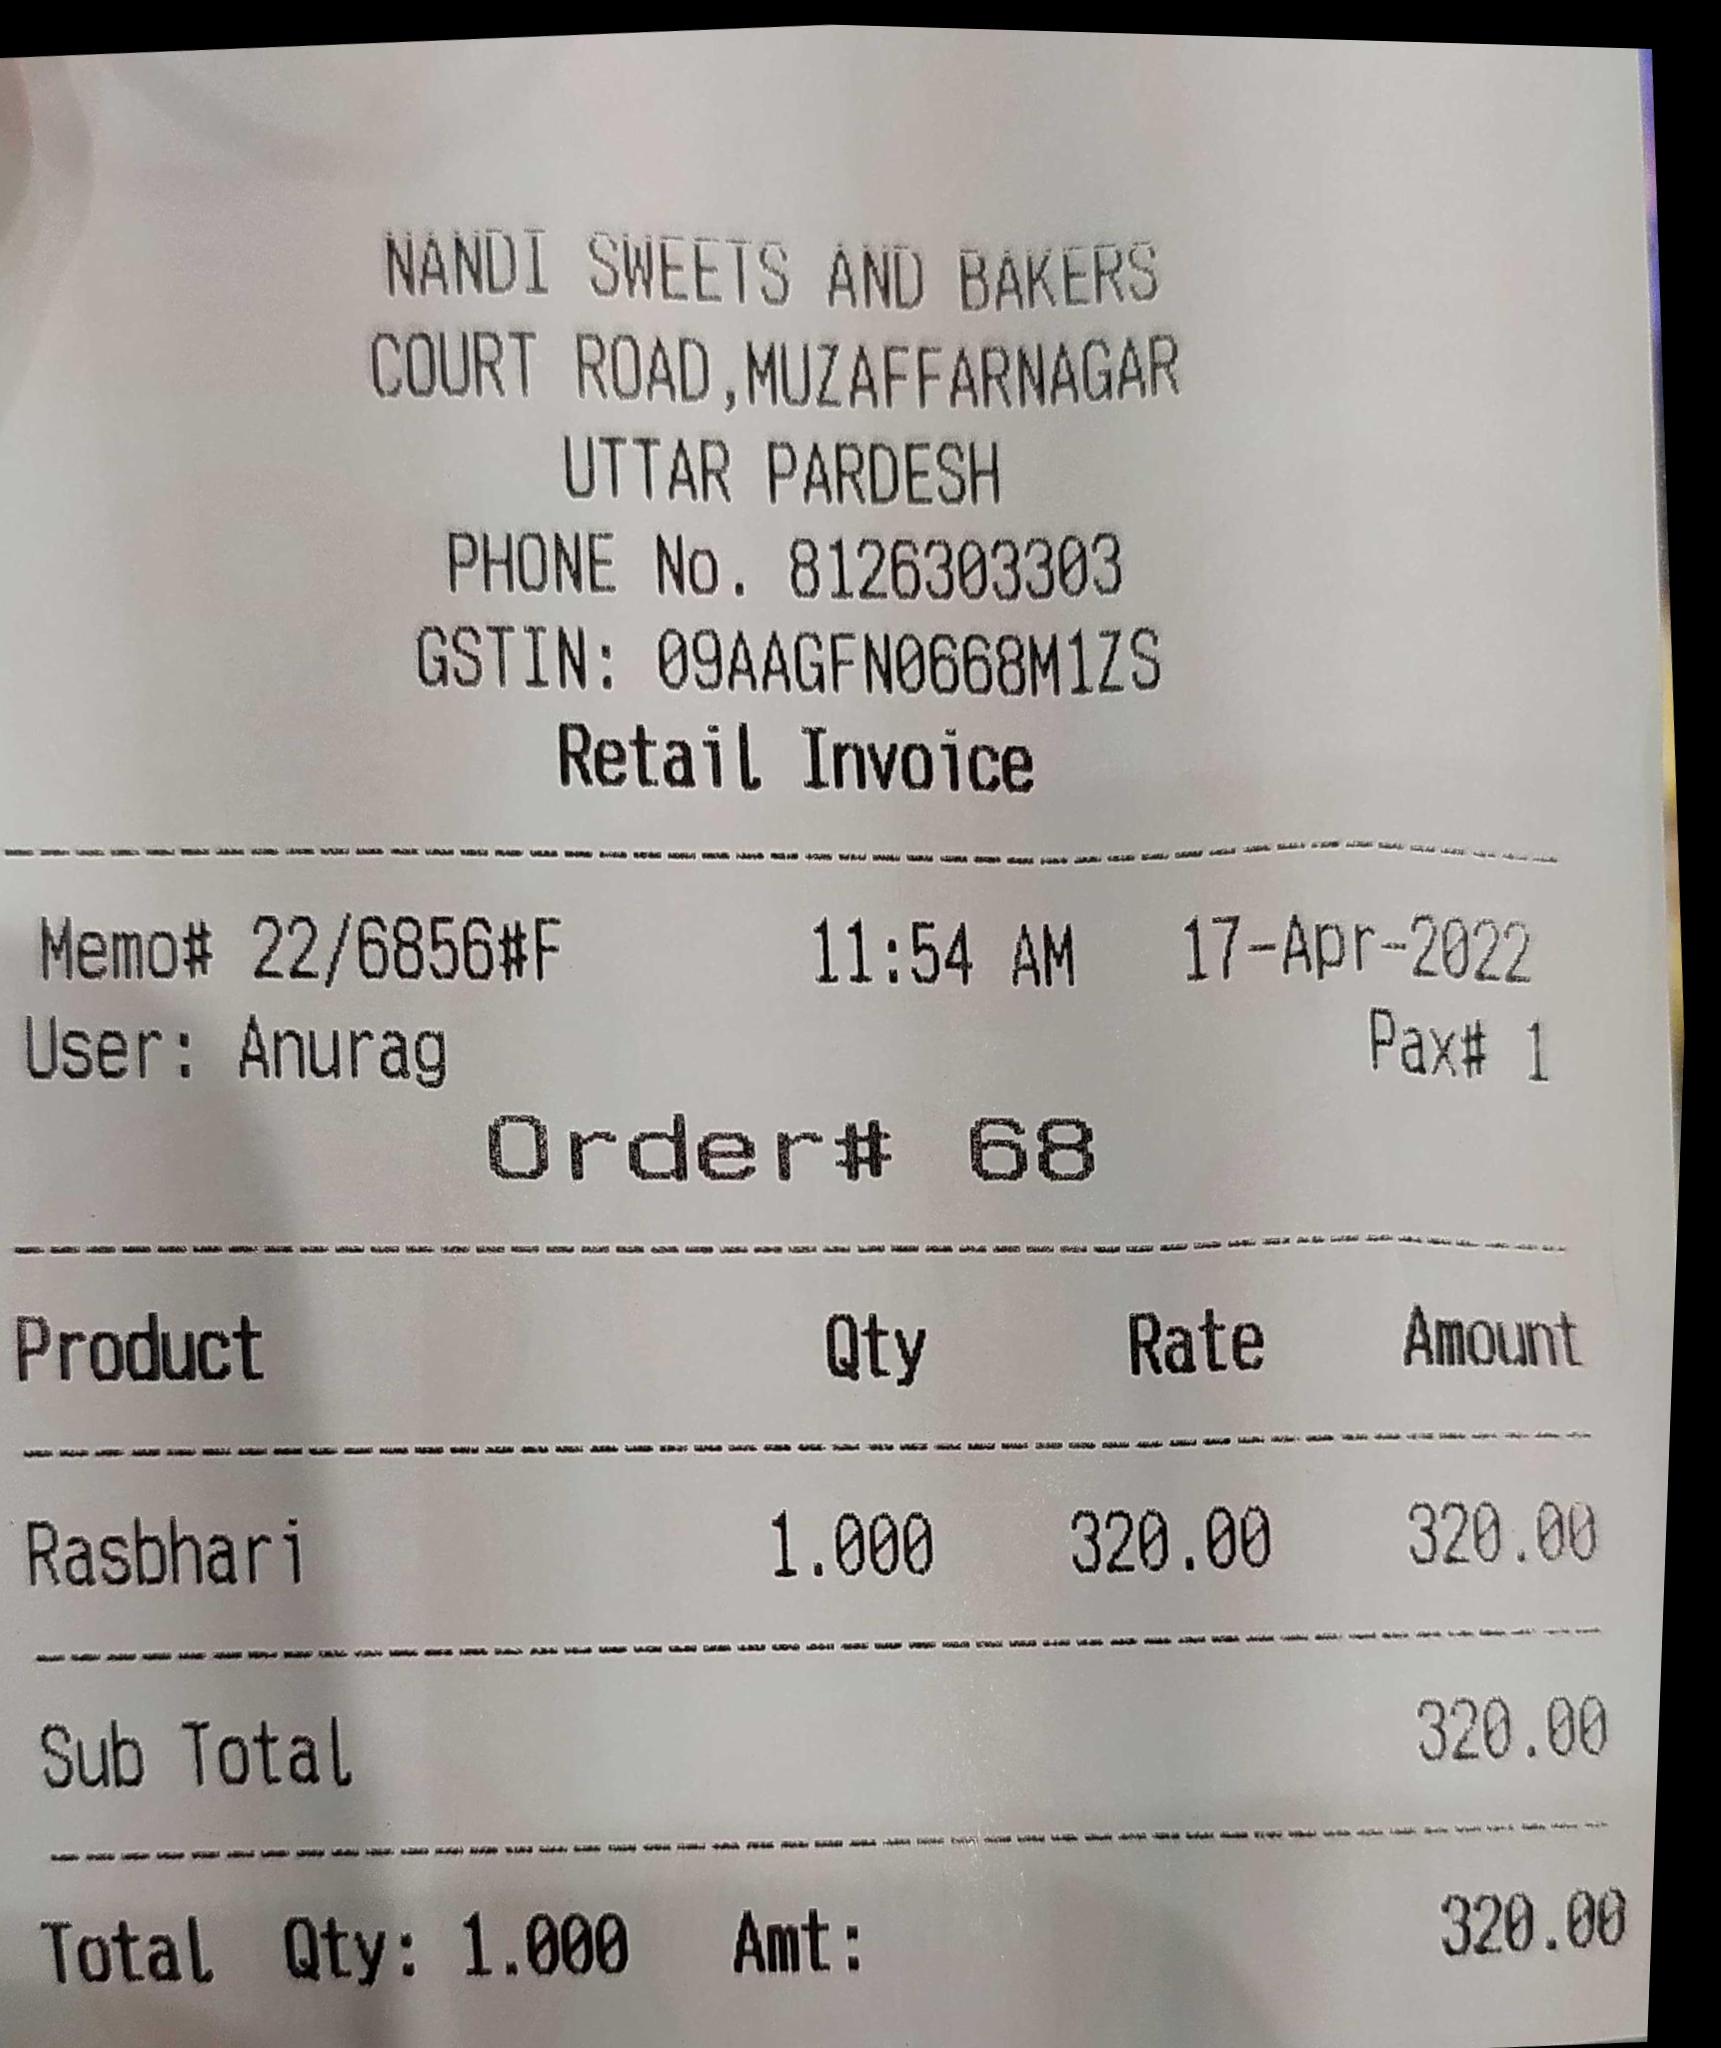 NANDI SWEETS AND BAKERS
COURT ROAD,MUZAFFARNAGAR
UTTAR PARDESH
PHONE No. 8126303303
GSTIN: 09AAGFN0668M1ZS
Retail Invoice
Memo# 22/6856#F 11:54 AM 17-Apr-2022
User: Anurag Pax# 1
Order# 68
Product Qty Rate Amount
Rasbhari 1.000 320.00 320.00
Sub Total 320.00
Total Qty: 1.000 Amt: 320.00